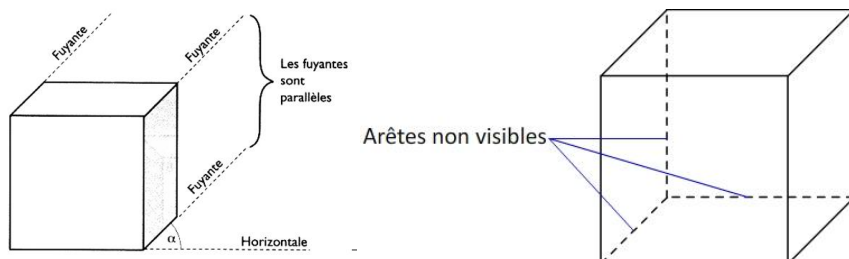 Fuyante
Fuyante
Les fuyantes
sont
parallèles
Fuyante
α
Horizontale
Arêtes non visibles